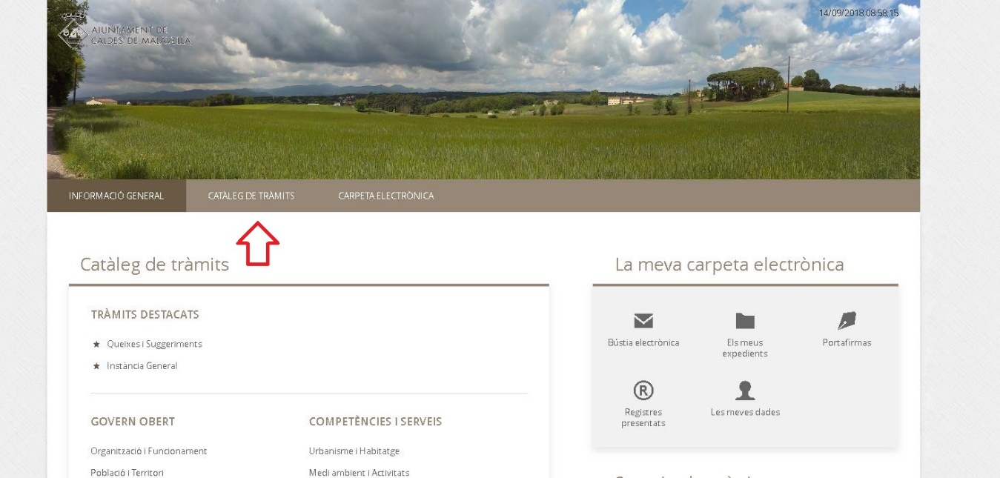 14/09/2018 08:58:15
AJUNTAMENT DE
CALDES DE MALAVELLA
INFORMACIÓ GENERAL
CATÀLEG DE TRÀMITS
CARPETA ELECTRÒNICA
Catàleg de tràmits
TRÀMITS DESTACATS
Queixes i Suggeriments
Instància General
GOVERN OBERT
Organització i Funcionament
Població i Territori
COMPETÈNCIES I SERVEIS
Urbanisme i Habitatge
Medi ambient i Activitats
La meva carpeta electrònica
Bústia electrònica
Els meus
expedients
Portafirmas
R
Registres
presentats
Les meves dades